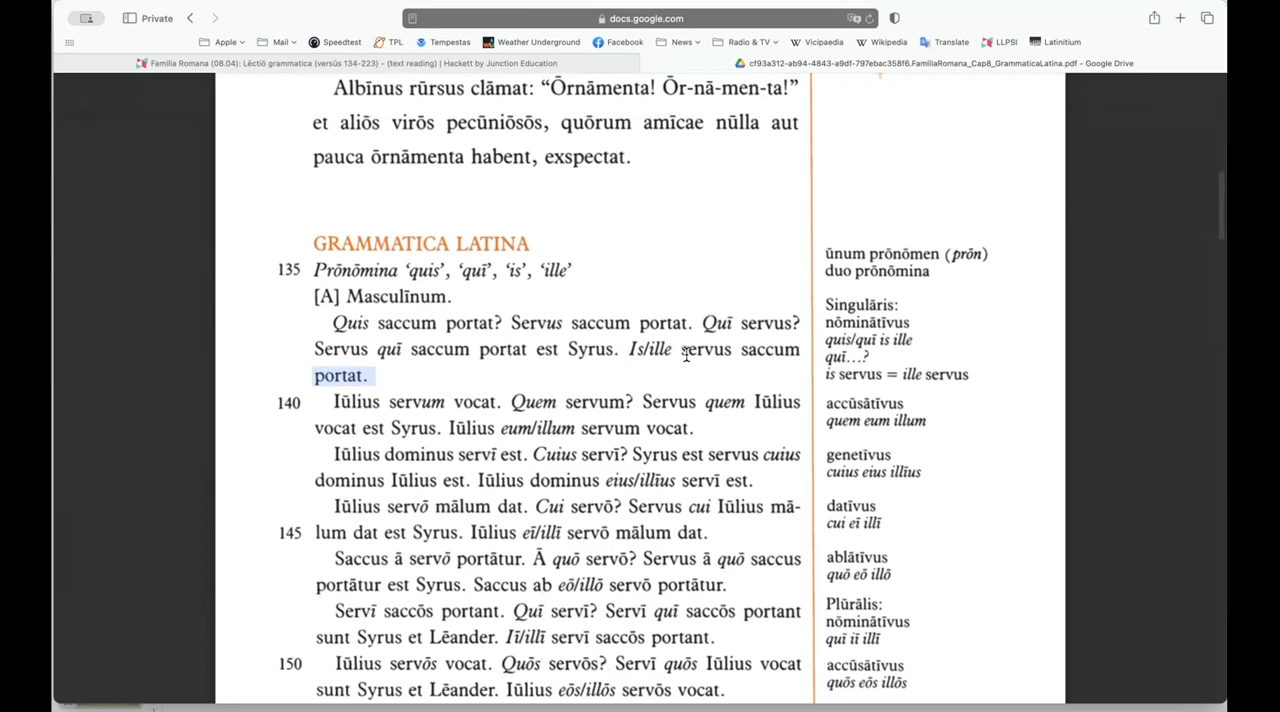 Private
docs.google.com
Apple
Mail
Speedtest
TPL
Tempestas
Weather Underground
Facebook
News
Radio & TV
Vicipaedia
Wikipedia
Translate
LLPSI
Latinitium
Familia Romana (08.04): Lēctiō grammatica (versūs 134-223) - (text reading) | Hackett by Junction Education
cf93a312-ab94-4843-a9df-797ebac358f6.FamiliaRomana_Cap8_GrammaticaLatina.pdf - Google Drive
Albīnus rūrsus clāmat: “Ōrnāmenta! Ōr-nā-men-ta!”
et aliōs virōs pecūniōsōs, quōrum amīcae nūlla aut
pauca ōrnāmenta habent, exspectat.
GRAMMATICA LATINA
135 Prōnōmina ‘quis’, ‘quī’, ‘is’, ‘ille’
[A] Masculīnum.
Quis saccum portat? Servus saccum portat. Quī servus?
Servus quī saccum portat est Syrus. Is/ille servus saccum
portat.
140 Iūlius servum vocat. Quem servum? Servus quem Iūlius
vocat est Syrus. Iūlius eum/illum servum vocat.
Iūlius dominus servī est. Cuius servī? Syrus est servus cuius
dominus Iūlius est. Iūlius dominus eius/illīus servī est.
Iūlius servō mālum dat. Cui servō? Servus cui Iūlius mā-
145 lum dat est Syrus. Iūlius eī/illī servō mālum dat.
Saccus ā servō portātur. Ā quō servō? Servus ā quō saccus
portātur est Syrus. Saccus ab eō/illō servō portātur.
Servī saccōs portant. Quī servī? Servī quī saccōs portant
sunt Syrus et Lēander. Iī/illī servī saccōs portant.
150 Iūlius servōs vocat. Quōs servōs? Servī quōs Iūlius vocat
sunt Syrus et Lēander. Iūlius eōs/illōs servōs vocat.
ūnum prōnōmen (prōn)
duo prōnōmina
Singulāris:
nōminātīvus
quis/quī is ille
quī...?
is servus = ille servus
accūsātīvus
quem eum illum
genetīvus
cuius eius illīus
datīvus
cui eī illī
ablātīvus
quō eō illō
Plūrālis:
nōminātīvus
quī iī illī
accūsātīvus
quōs eōs illōs